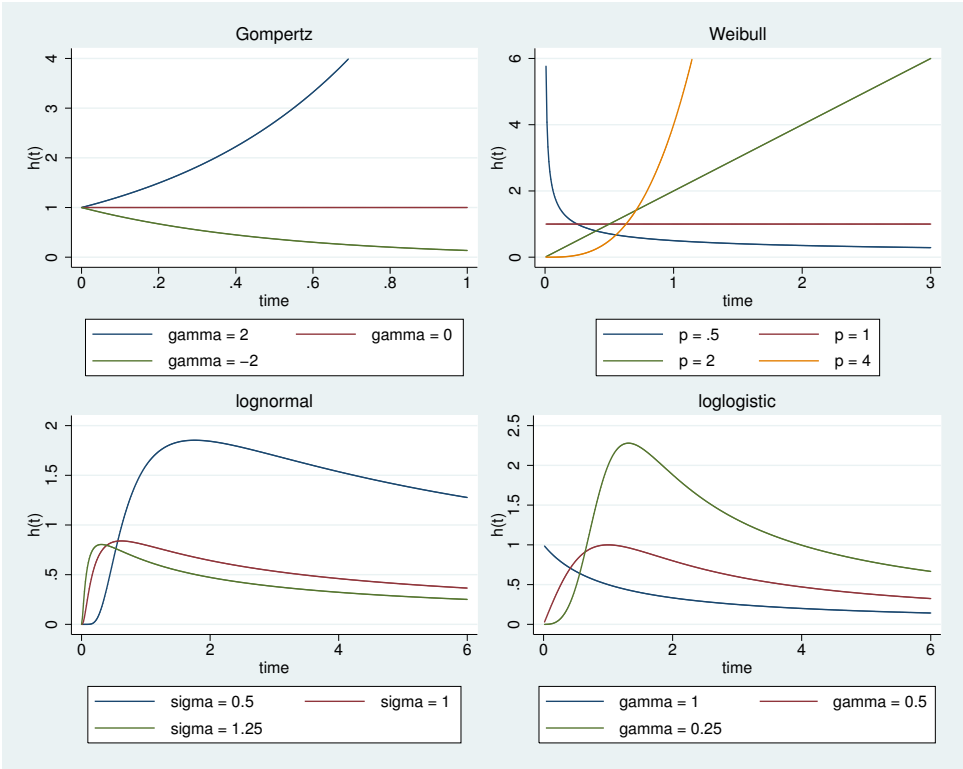 Gompertz
4
3
2
1
0
h(t)
0 .2 .4 .6 .8 1
time
gamma = 2 gamma = 0
gamma = −2
Weibull
6
4
2
0
h(t)
0 1 2 3
time
p = .5 p = 1
p = 2 p = 4
lognormal
2
1.5
1
.5
0
h(t)
0 2 4 6
time
sigma = 0.5 sigma = 1
sigma = 1.25
loglogistic
2.5
2
1.5
1
.5
0
h(t)
0 2 4 6
time
gamma = 1 gamma = 0.5
gamma = 0.25